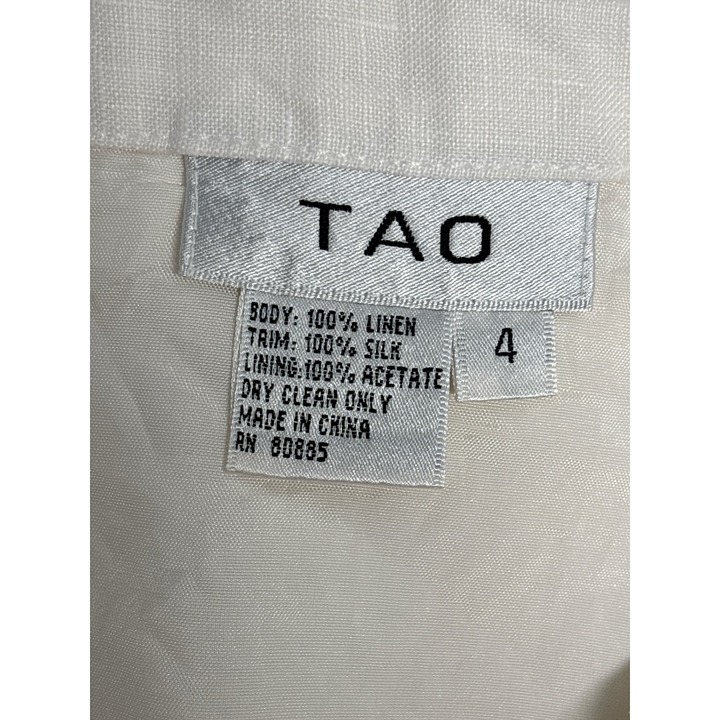 TAO
BODY: 100% LINEN
TRIM: 100% SILK
LINING:100% ACETATE
DRY CLEAN ONLY
MADE IN CHINA
RN 80885
4